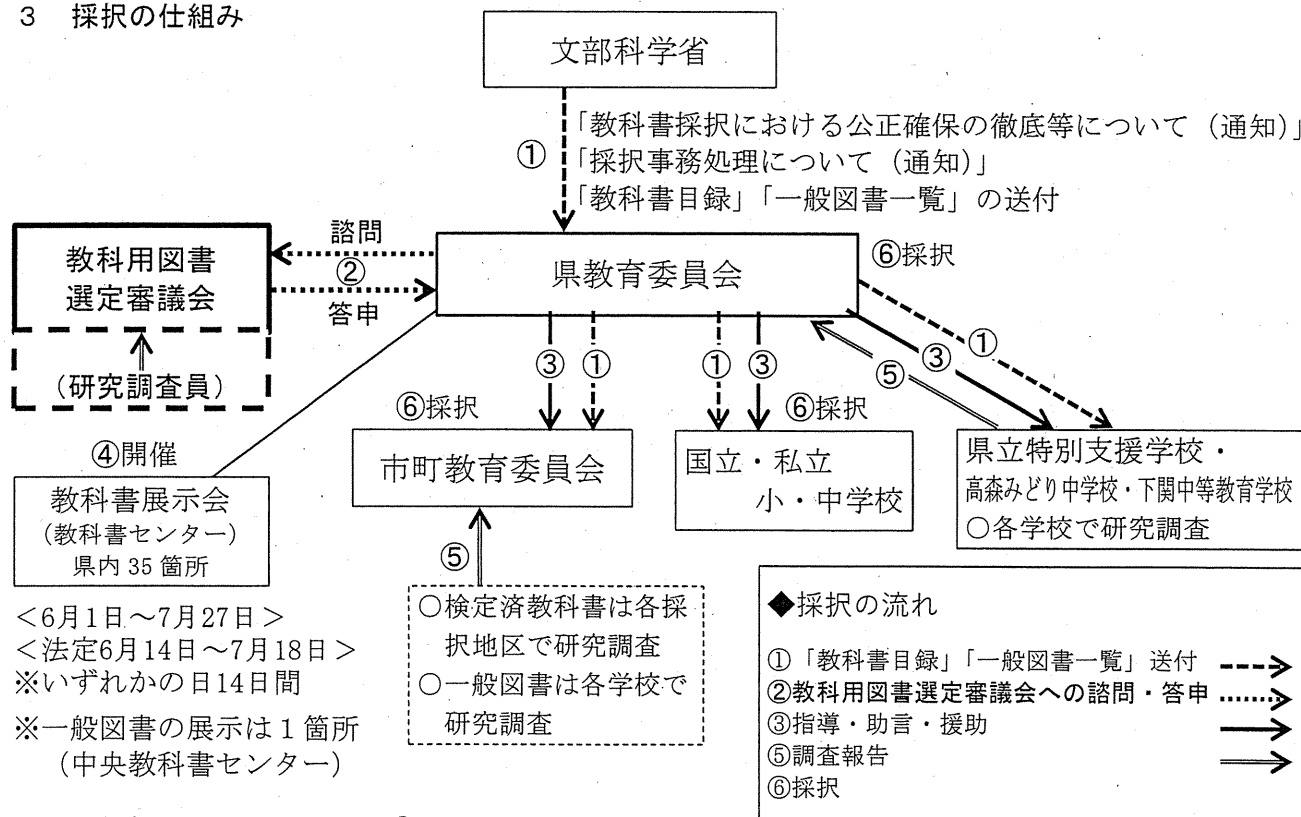 3 採択の仕組み
文部科学省
①
「教科書採択における公正確保の徹底等について（通知）」
「採択事務処理について（通知）」
「教科書目録」「一般図書一覧」の送付
教科用図書
選定審議会
（研究調査員）
諮問
②
答申
県教育委員会
⑥採択
③
①
①
③
⑤
③
①
④開催
教科書展示会
（教科書センター）
県内35箇所
＜6月1日～7月27日＞
＜法定6月14日～7月18日＞
※いずれかの日14日間
※一般図書の展示は１箇所
（中央教科書センター）
⑥採択
市町教育委員会
⑤
○検定済教科書は各採
択地区で研究調査
○一般図書は各学校で
研究調査
⑥採択
国立・私立
小・中学校
県立特別支援学校・
高森みどり中学校・下関中等教育学校
○各学校で研究調査
◆採択の流れ
①「教科書目録」「一般図書一覧」送付
②教科用図書選定審議会への諮問・答申
③指導・助言・援助
⑤調査報告
⑥採択